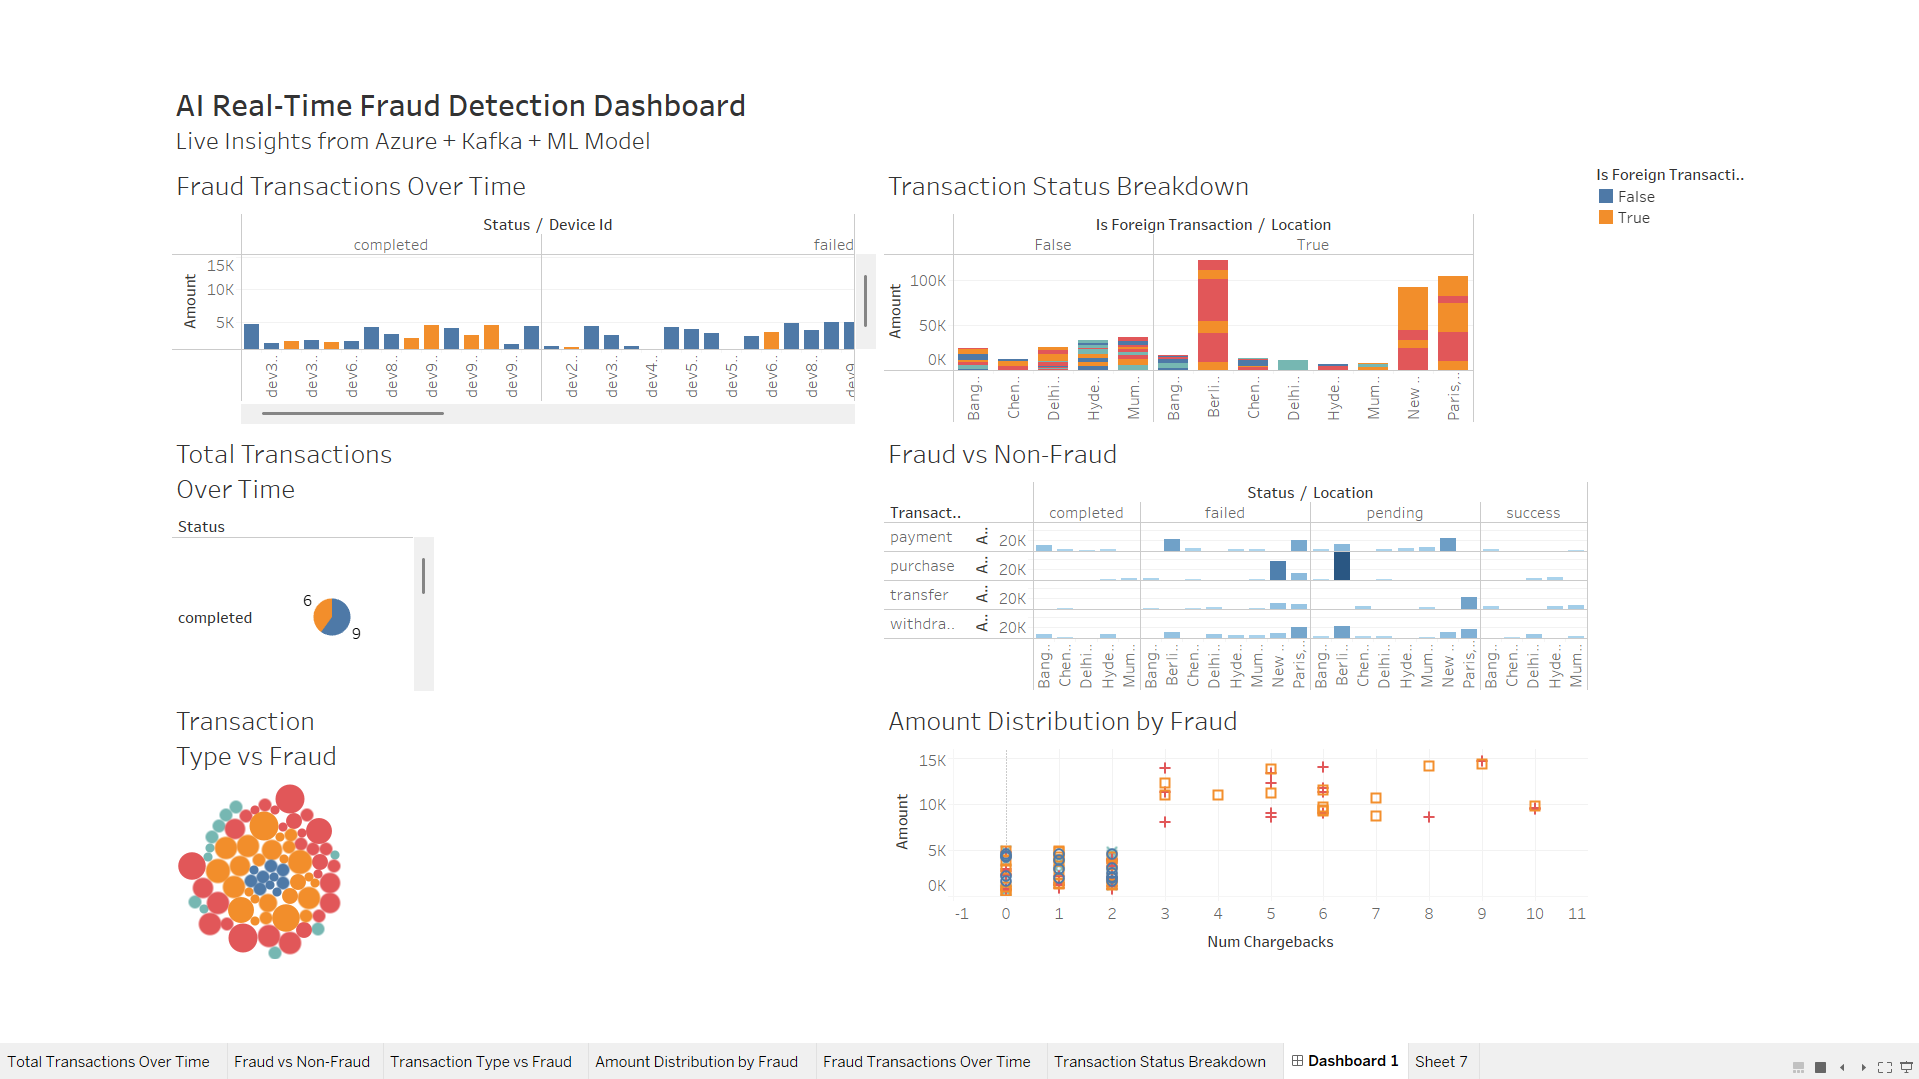 AI Real-Time Fraud Detection Dashboard
Live Insights from Azure + Kafka + ML Model
Fraud Transactions Over Time
Status / Device Id
completed
failed
Amount
15K
10K
5K
dev3..
dev3..
dev6..
dev8..
dev9..
dev9..
dev9..
dev2..
dev3..
dev4..
dev5..
dev5..
dev6..
dev8..
dev9
Transaction Status Breakdown
Is Foreign Transaction / Location
False
True
Amount
100K
50K
0K
Bang..
Chen..
Delhi..
Hyde..
Mum..
Bang..
Berli..
Chen..
Delhi..
Hyde..
Mum..
New ..
Paris,..
Is Foreign Transacti..
False
True
Total Transactions
Over Time
Status
completed
6
9
Fraud vs Non-Fraud
Status / Location
Transact..
completed
failed
pending
success
payment A.. 20K
purchase A.. 20K
transfer A.. 20K
withdra.. A.. 20K
Bang..
Chen..
Delhi..
Hyde..
Mum..
Bang..
Berli..
Chen..
Delhi..
Hyde..
Mum..
New ..
Paris,..
Bang..
Berli..
Chen..
Delhi..
Hyde..
Mum..
New ..
Paris,..
Bang..
Chen..
Delhi..
Hyde..
Mum..
Transaction
Type vs Fraud
Amount Distribution by Fraud
Amount
15K
10K
5K
0K
-1 0 1 2 3 4 5 6 7 8 9 10 11
Num Chargebacks
Total Transactions Over Time
Fraud vs Non-Fraud
Transaction Type vs Fraud
Amount Distribution by Fraud
Fraud Transactions Over Time
Transaction Status Breakdown
Dashboard 1
Sheet 7